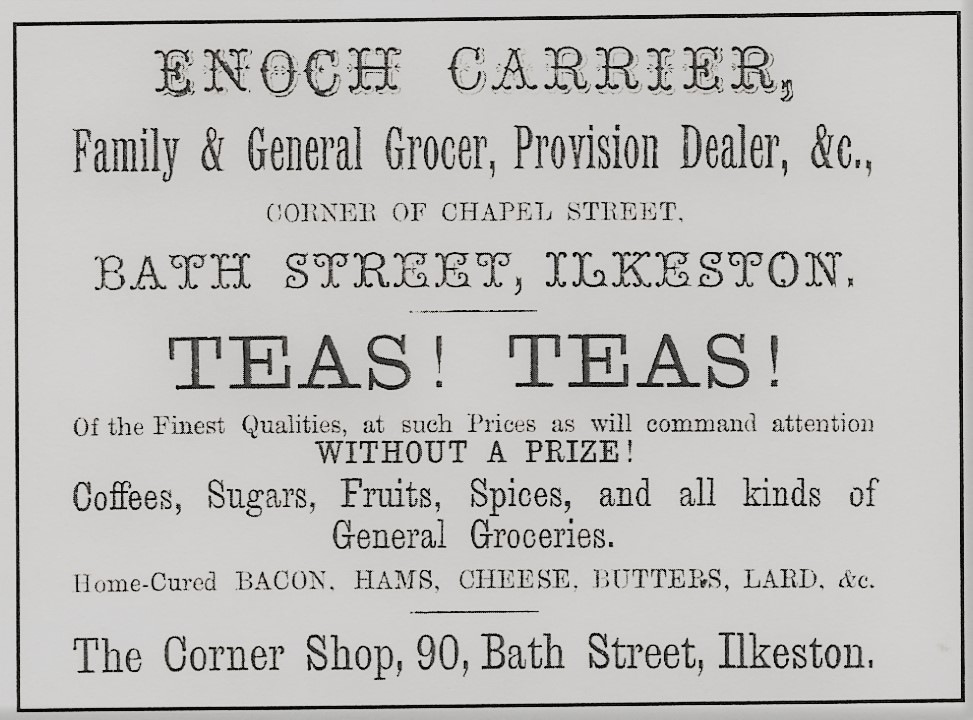 ENOCH CARRIER,
Family & General Grocer, Provision Dealer, &c.,
CORNER OF CHAPEL STREET,
BATH STREET, ILKESTON.
TEAS! TEAS!
Of the Finest Qualities, at such Prices as will command attention
WITHOUT A PRIZE!
Coffees, Sugars, Fruits, Spices, and all kinds of
General Groceries.
Home-Cured BACON, HAMS, CHEESE, BUTTERS, LARD, &c.
The Corner Shop, 90, Bath Street, Ilkeston.